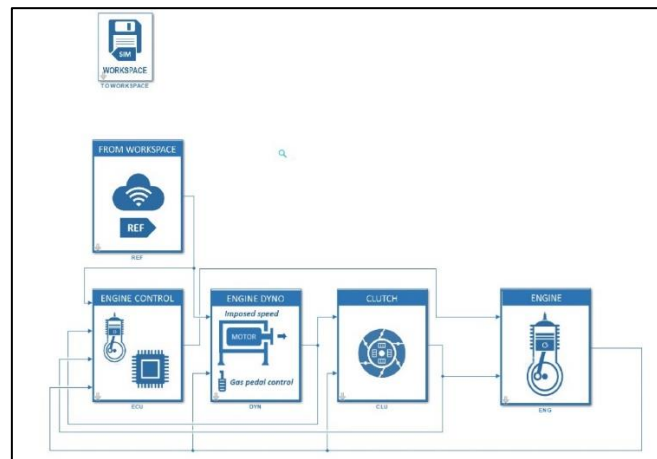 SIM
WORKSPACE
TO WORKSPACE
FROM WORKSPACE
REF
REF
ENGINE CONTROL
ECU
ENGINE DYNO
Imposed speed
MOTOR
Gas pedal control
DYN
CLUTCH
CLU
ENGINE
ENG